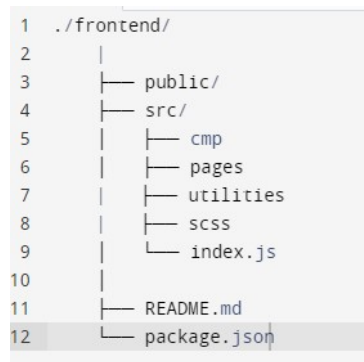 1 ./frontend/
2 │
3 ├── public/
4 ├── src/
5 │ ├── cmp
6 │ ├── pages
7 │ ├── utilities
8 │ ├── scss
9 │ └── index.js
10 │
11 ├── README.md
12 └── package.json